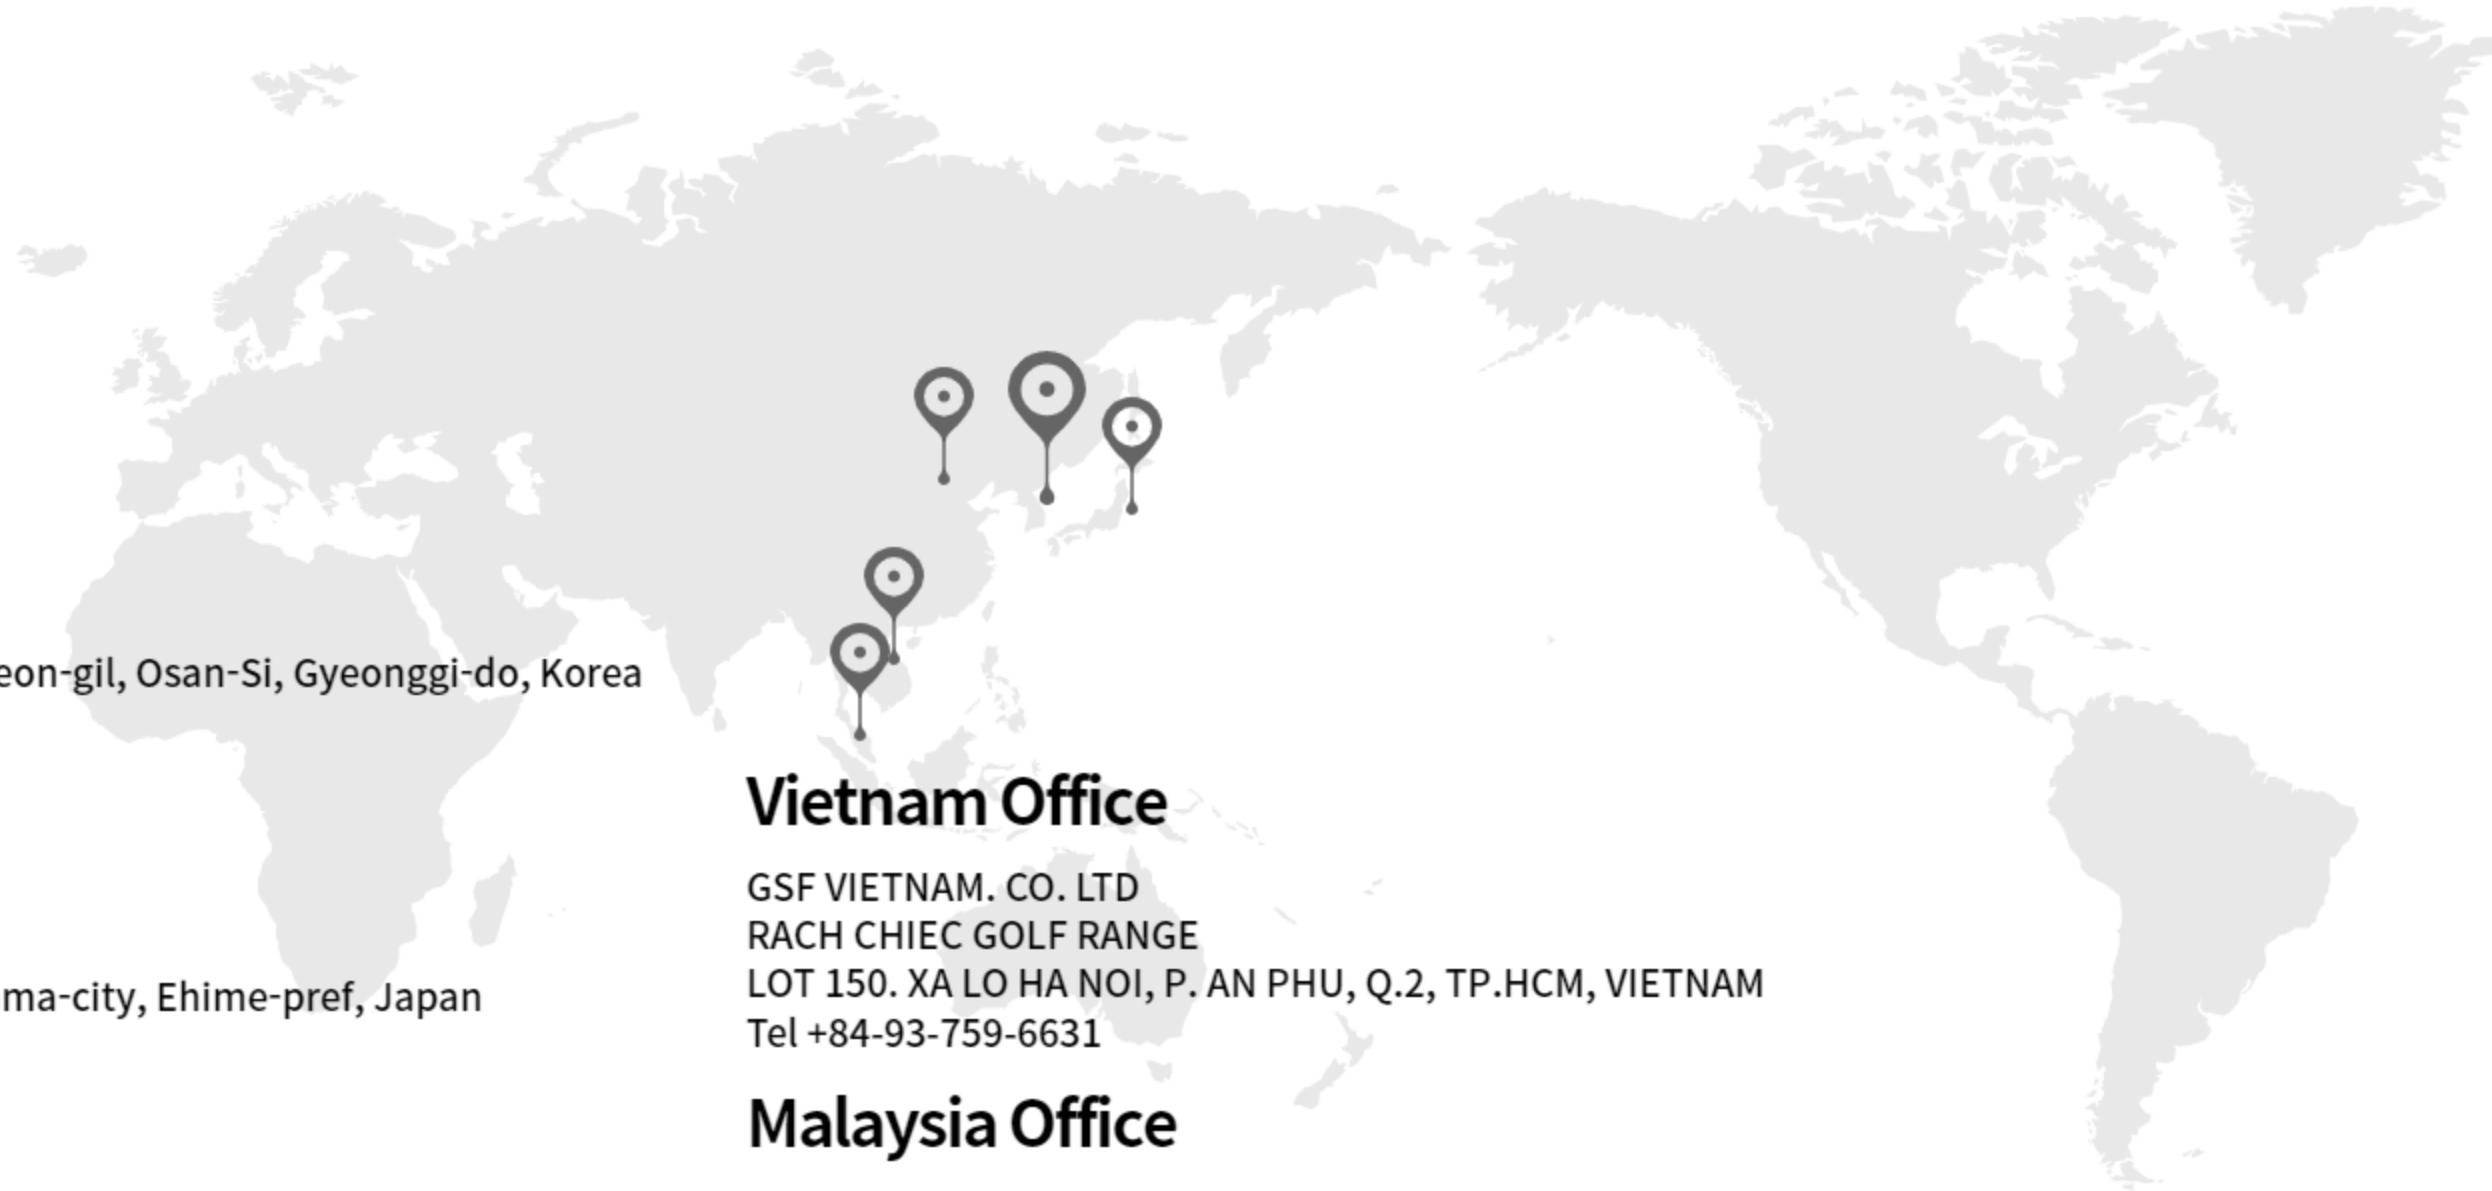 eon-gil, Osan-Si, Gyeonggi-do, Korea
ma-city, Ehime-pref, Japan
Vietnam Office
GSF VIETNAM. CO. LTD
RACH CHIEC GOLF RANGE
LOT 150. XA LO HA NOI, P. AN PHU, Q.2, TP.HCM, VIETNAM
Tel +84-93-759-6631
Malaysia Office